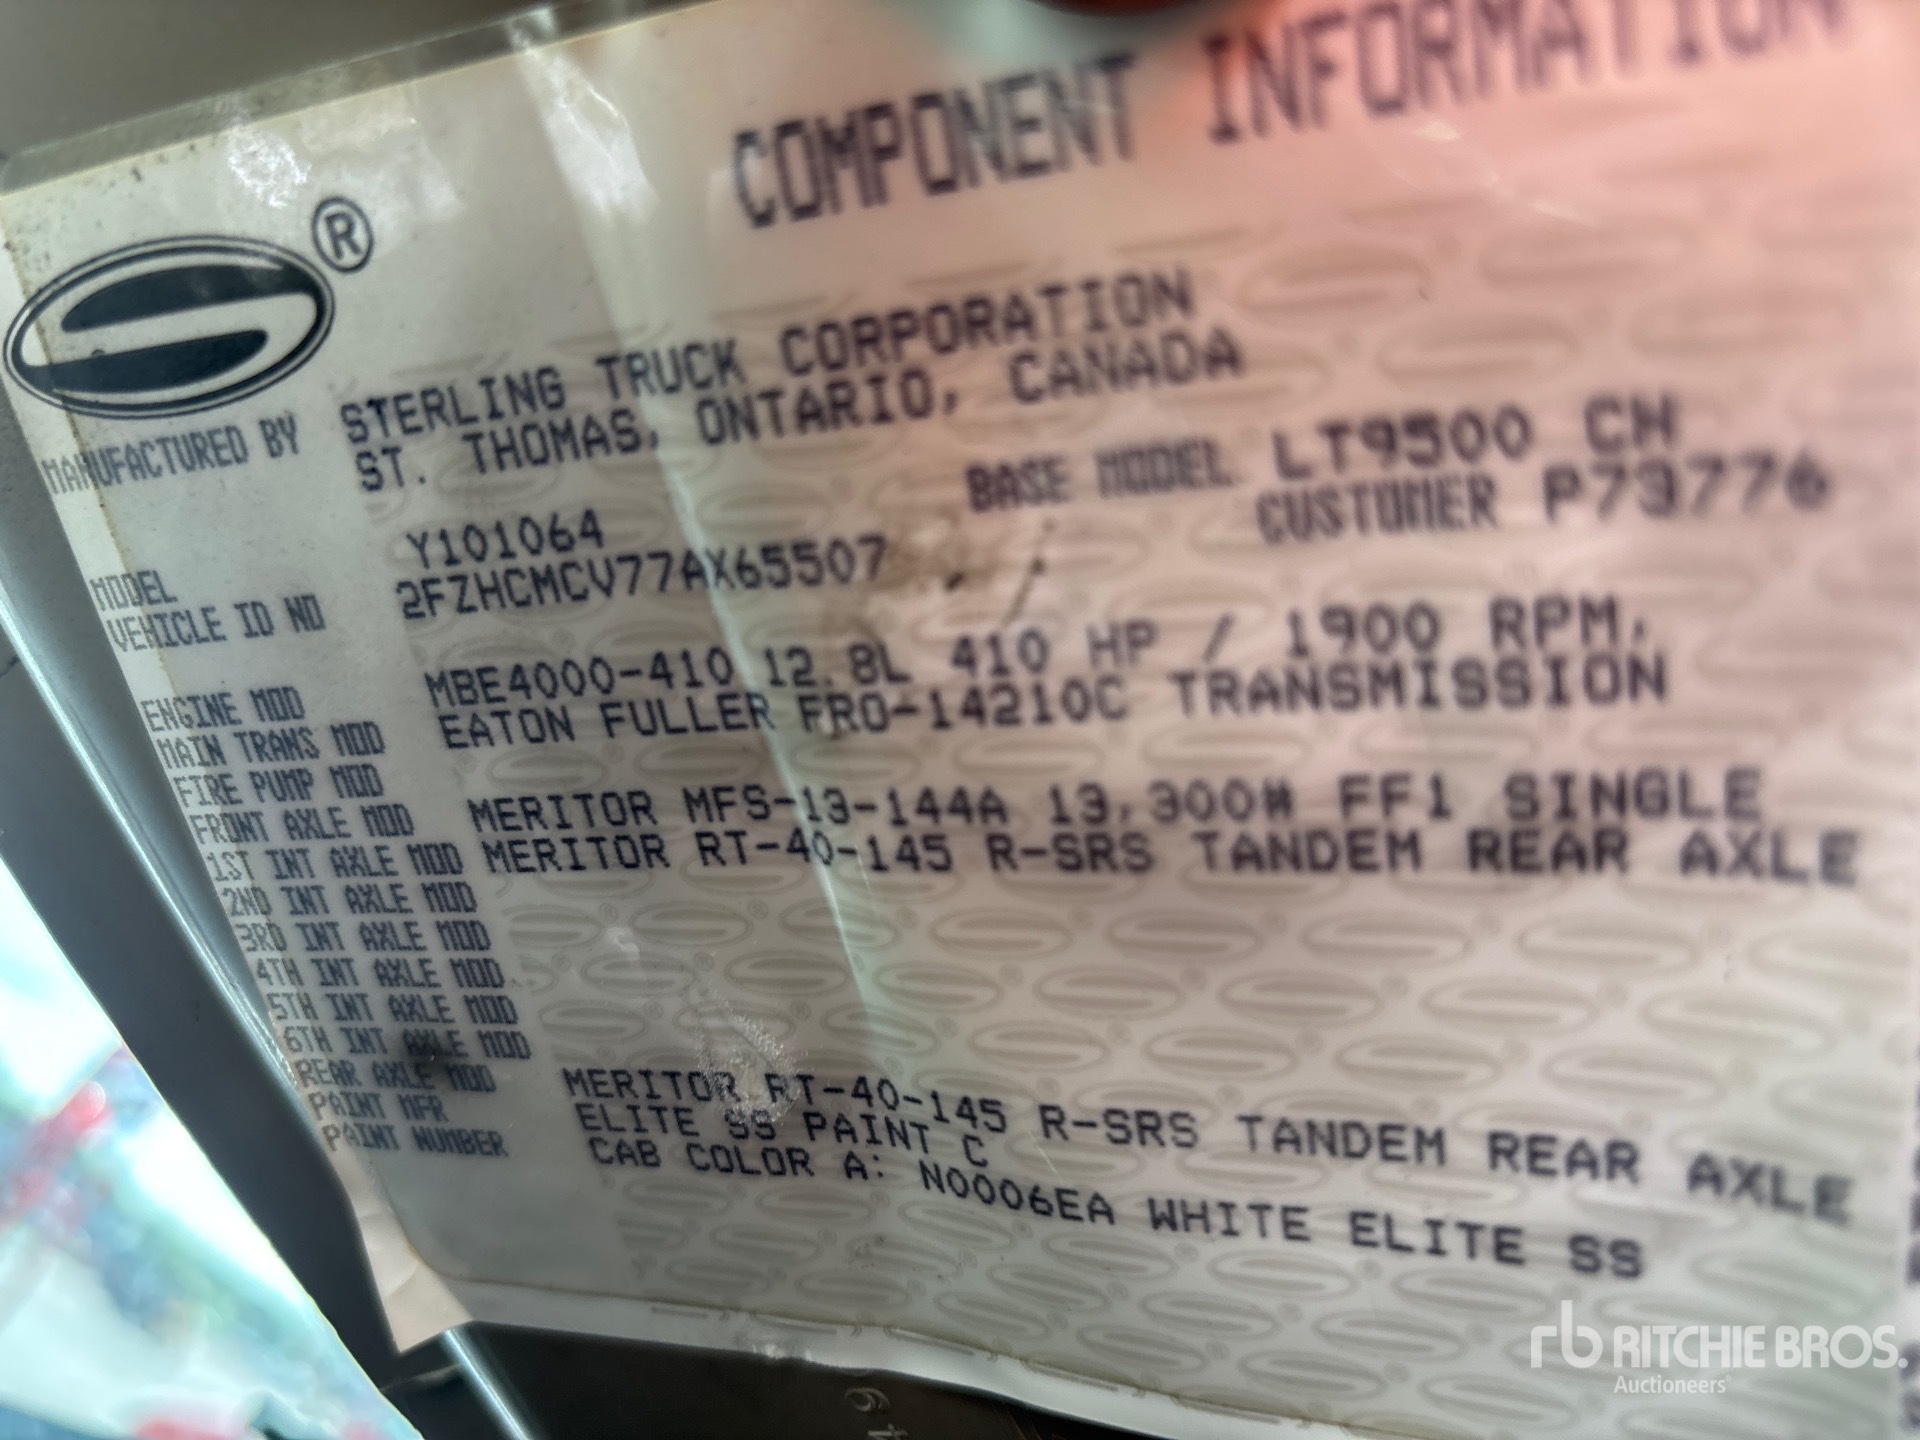 COMPONENT INFORMATION
®
MANUFACTURED BY STERLING TRUCK CORPORATION
ST. THOMAS, ONTARIO, CANADA
BASE MODEL LT9500 CH
MODEL Y101064 CUSTOMER P73776
VEHICLE ID NO 2FZHCMCV77AX65507
ENGINE MOD MBE4000-410 12.8L 410 HP / 1900 RPM,
MAIN TRANS MOD EATON FULLER FRO-14210C TRANSMISSION
FIRE PUMP MOD
FRONT AXLE MOD MERITOR MFS-13-144A 13,300# FF1 SINGLE
1ST INT AXLE MOD MERITOR RT-40-145 R-SRS TANDEM REAR AXLE
2ND INT AXLE MOD
3RD INT AXLE MOD
4TH INT AXLE MOD
5TH INT AXLE MOD
6TH INT AXLE MOD
REAR AXLE MOD MERITOR RT-40-145 R-SRS TANDEM REAR AXLE
PAINT MFR ELITE SS PAINT C
PAINT NUMBER CAB COLOR A: N0006EA WHITE ELITE SS
rb RITCHIE BROS.
Auctioneers